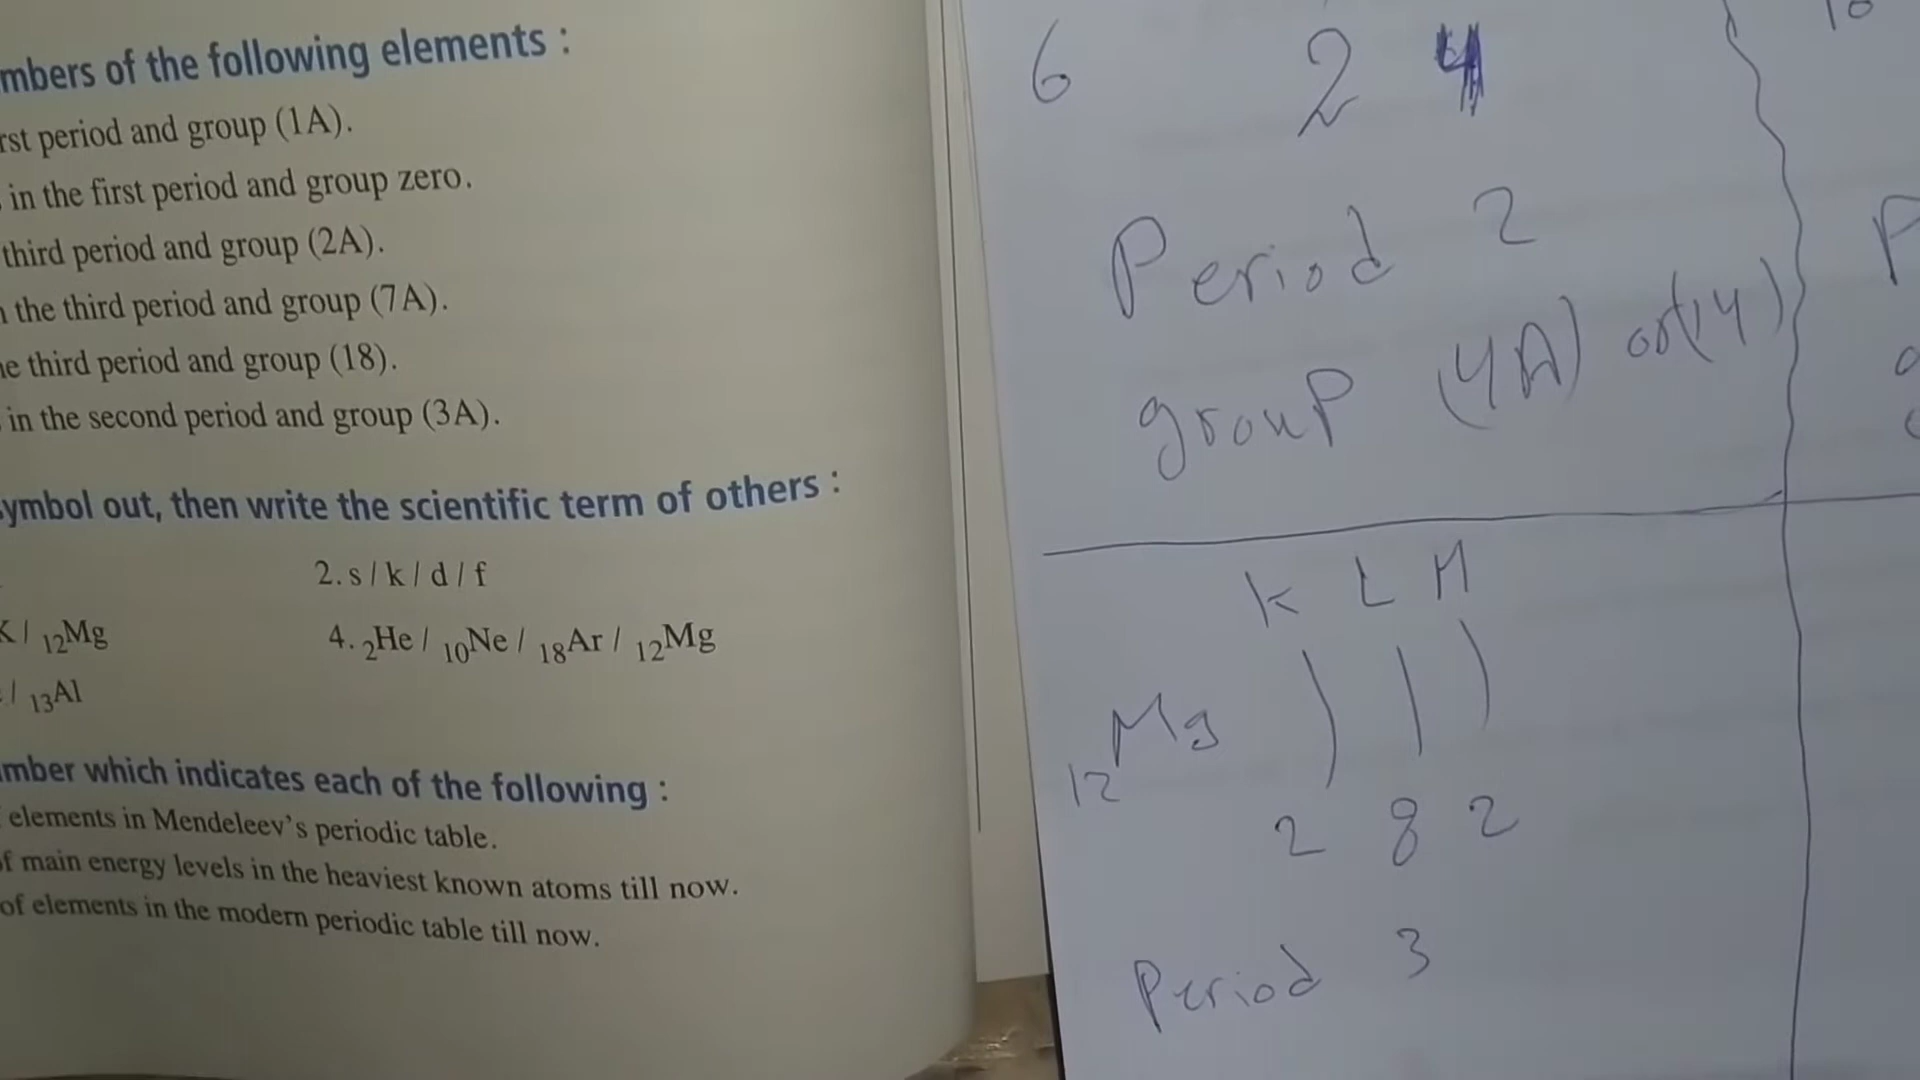 mbers of the following elements :
rst period and group (1A).
in the first period and group zero.
third period and group (2A).
the third period and group (7A).
e third period and group (18).
in the second period and group (3A).
ymbol out, then write the scientific term of others :
2. s / k / d / f
K / 12Mg
4. 2He / 10Ne / 18Ar / 12Mg
/ 13Al
mber which indicates each of the following :
elements in Mendeleev's periodic table.
f main energy levels in the heaviest known atoms till now.
of elements in the modern periodic table till now.
6 2 4
Period 2
group (4A) or (14)
K L M
12Mg
2 8 2
Period 3
10
P